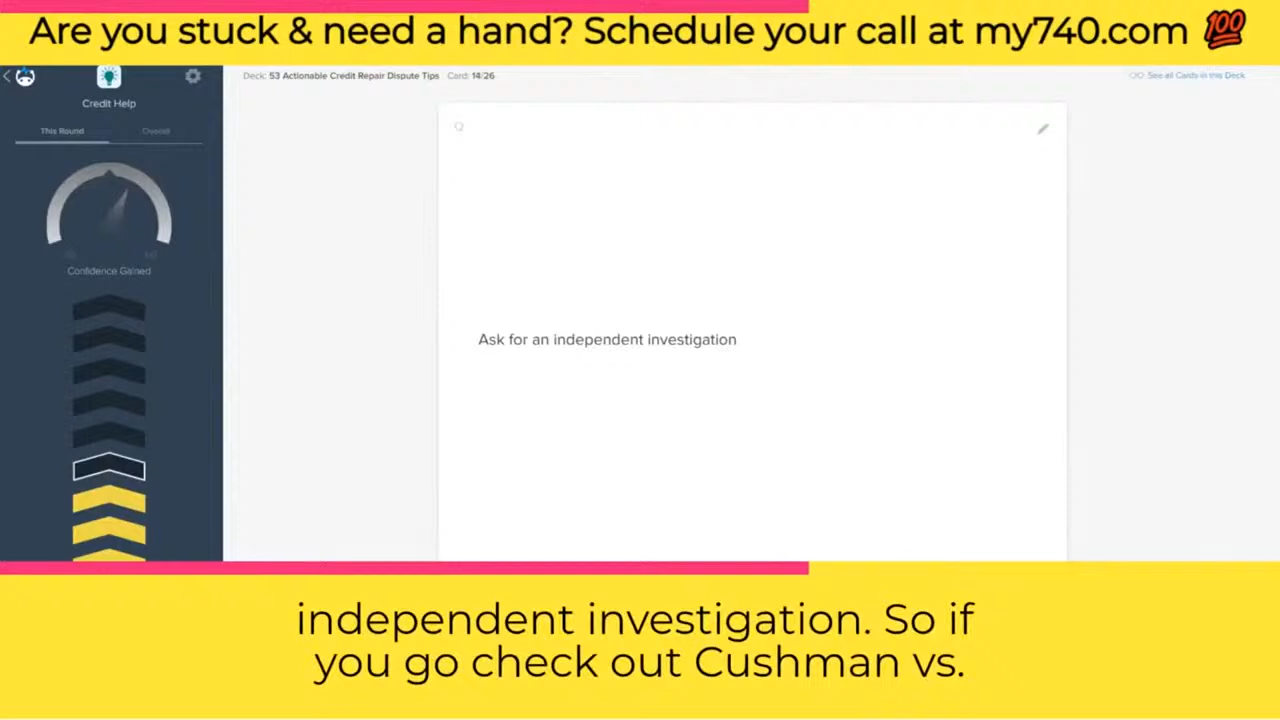 Are you stuck & need a hand? Schedule your call at my740.com 💯
Deck: 53 Actionable Credit Repair Dispute Tips Card: 14/26
See all Cards in this Deck
Credit Help
This Round Overall
Q
Confidence Gained
Ask for an independent investigation
independent investigation. So if
you go check out Cushman vs.